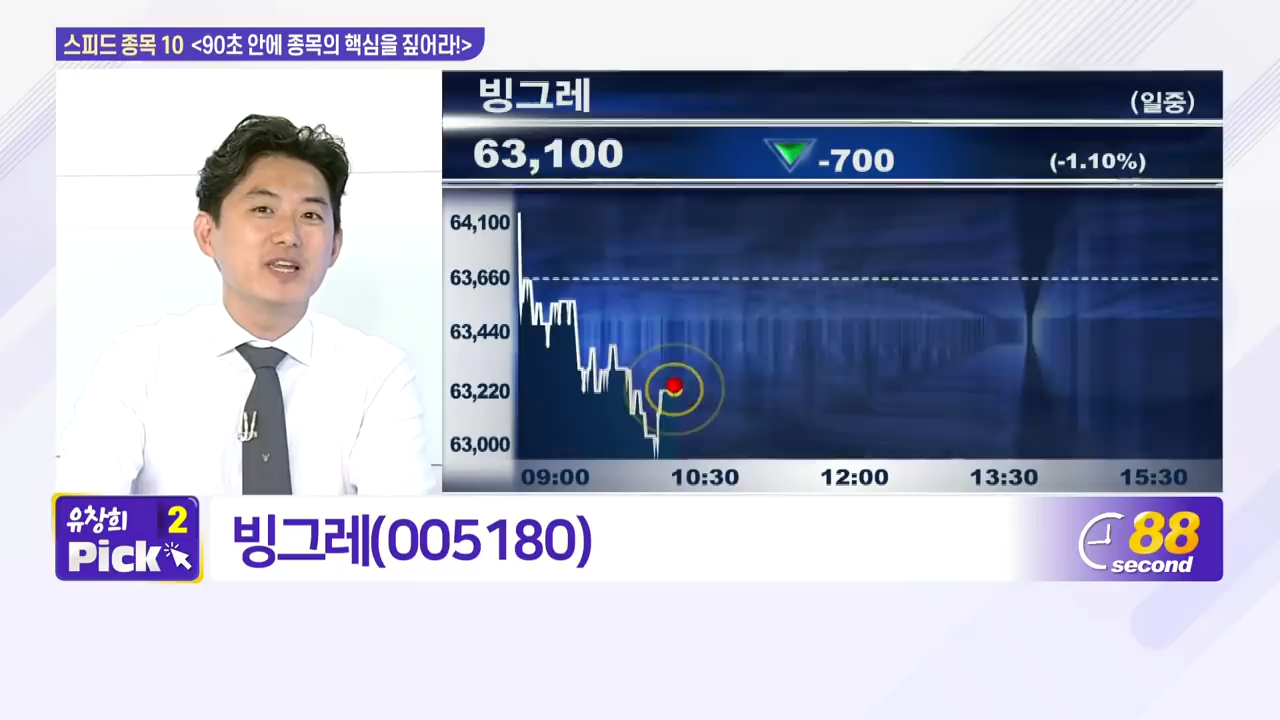 스피드 종목 10 <90초 안에 종목의 핵심을 짚어라!>
빙그레
(일중)
63,100 -700 (-1.10%)
64,100
63,660
63,440
63,220
63,000
09:00 10:30 12:00 13:30 15:30
유창희 2
Pick
빙그레(005180)
88
second